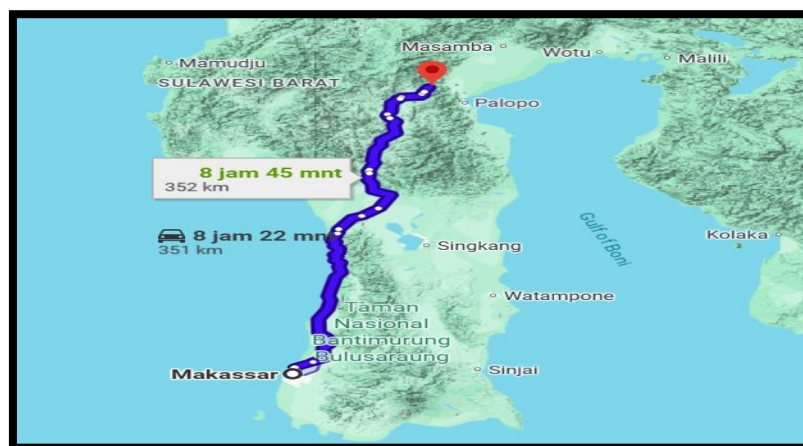 Masamba
Wotu
Malili
Mamudju
SULAWESI BARAT
Palopo
8 jam 45 mnt
352 km
8 jam 22 mnt
351 km
Singkang
Gulf of Boni
Kolaka
Watampone
Taman
Nasional
Bantimurung
Bulusaraung
Makassar
Sinjai